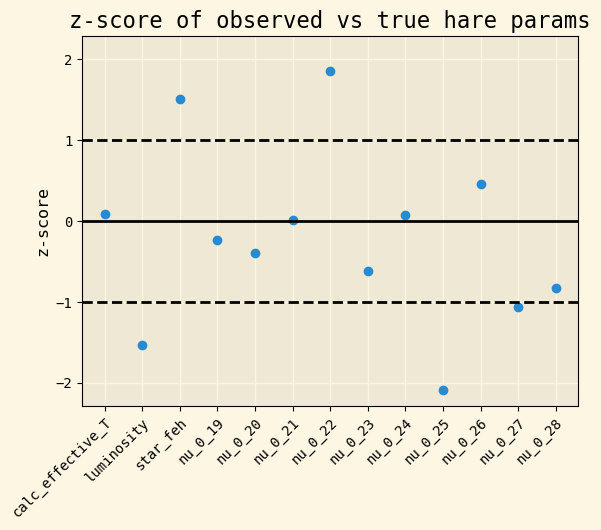 z-score of observed vs true hare params
z-score
2
1
0
−1
−2
calc_effective_T
luminosity
star_feh
nu_0_19
nu_0_20
nu_0_21
nu_0_22
nu_0_23
nu_0_24
nu_0_25
nu_0_26
nu_0_27
nu_0_28